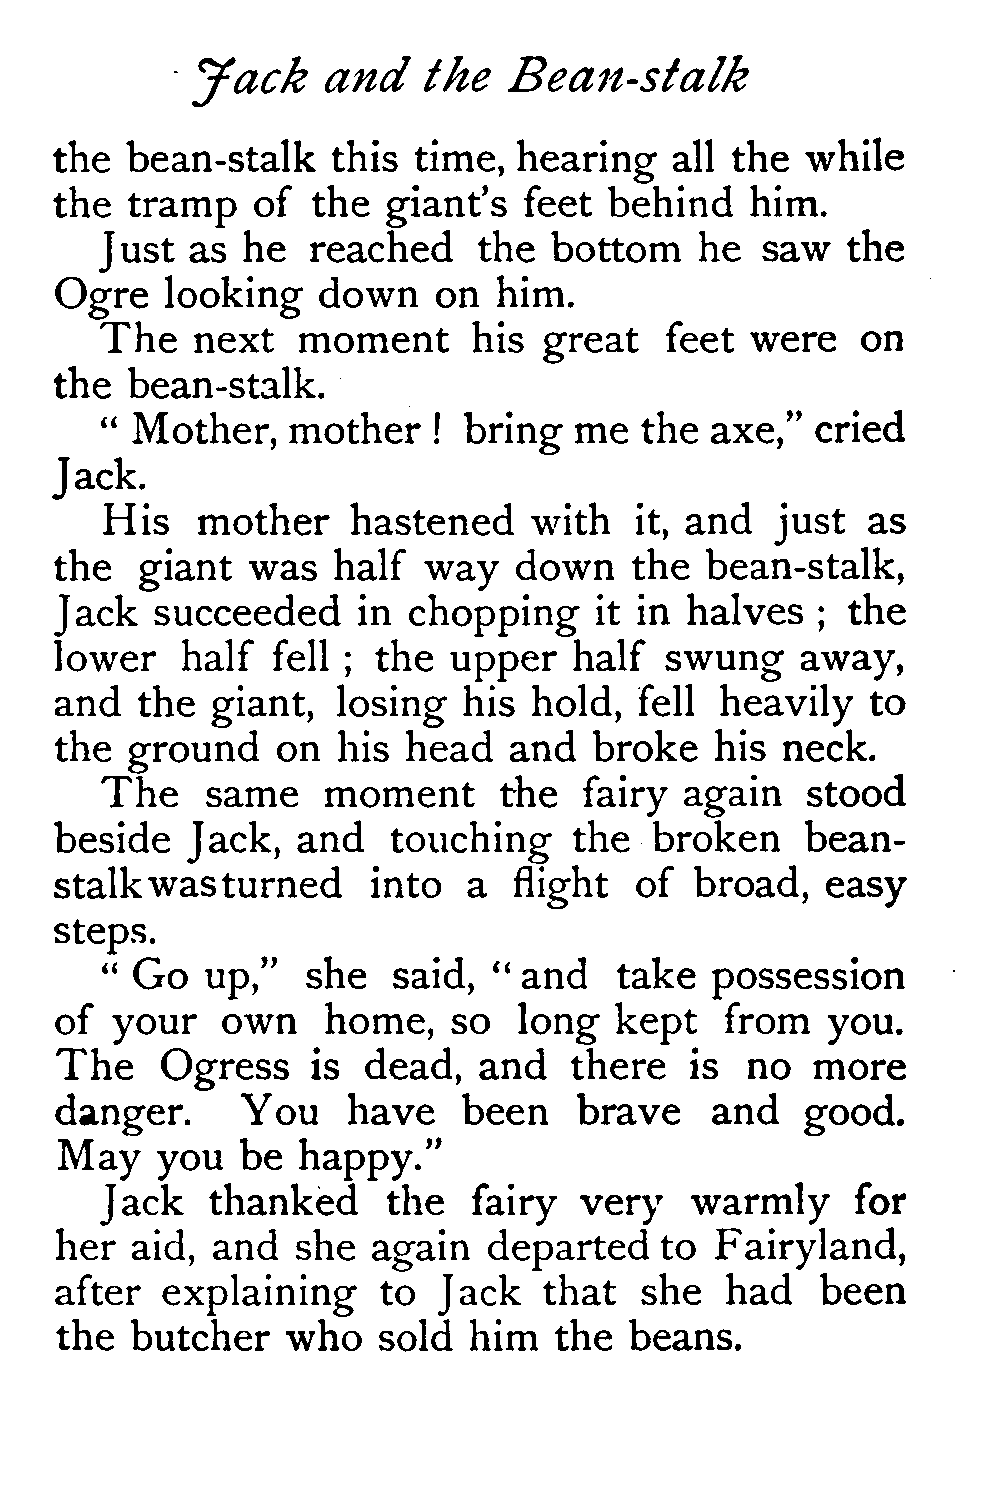 Jack and the Bean-stalk
the bean-stalk this time, hearing all the while
the tramp of the giant's feet behind him.
Just as he reached the bottom he saw the
Ogre looking down on him.
The next moment his great feet were on
the bean-stalk.
" Mother, mother ! bring me the axe," cried
Jack.
His mother hastened with it, and just as
the giant was half way down the bean-stalk,
Jack succeeded in chopping it in halves ; the
lower half fell ; the upper half swung away,
and the giant, losing his hold, fell heavily to
the ground on his head and broke his neck.
The same moment the fairy again stood
beside Jack, and touching the broken bean-
stalk was turned into a flight of broad, easy
steps.
" Go up," she said, " and take possession
of your own home, so long kept from you.
The Ogress is dead, and there is no more
danger. You have been brave and good.
May you be happy."
Jack thanked the fairy very warmly for
her aid, and she again departed to Fairyland,
after explaining to Jack that she had been
the butcher who sold him the beans.